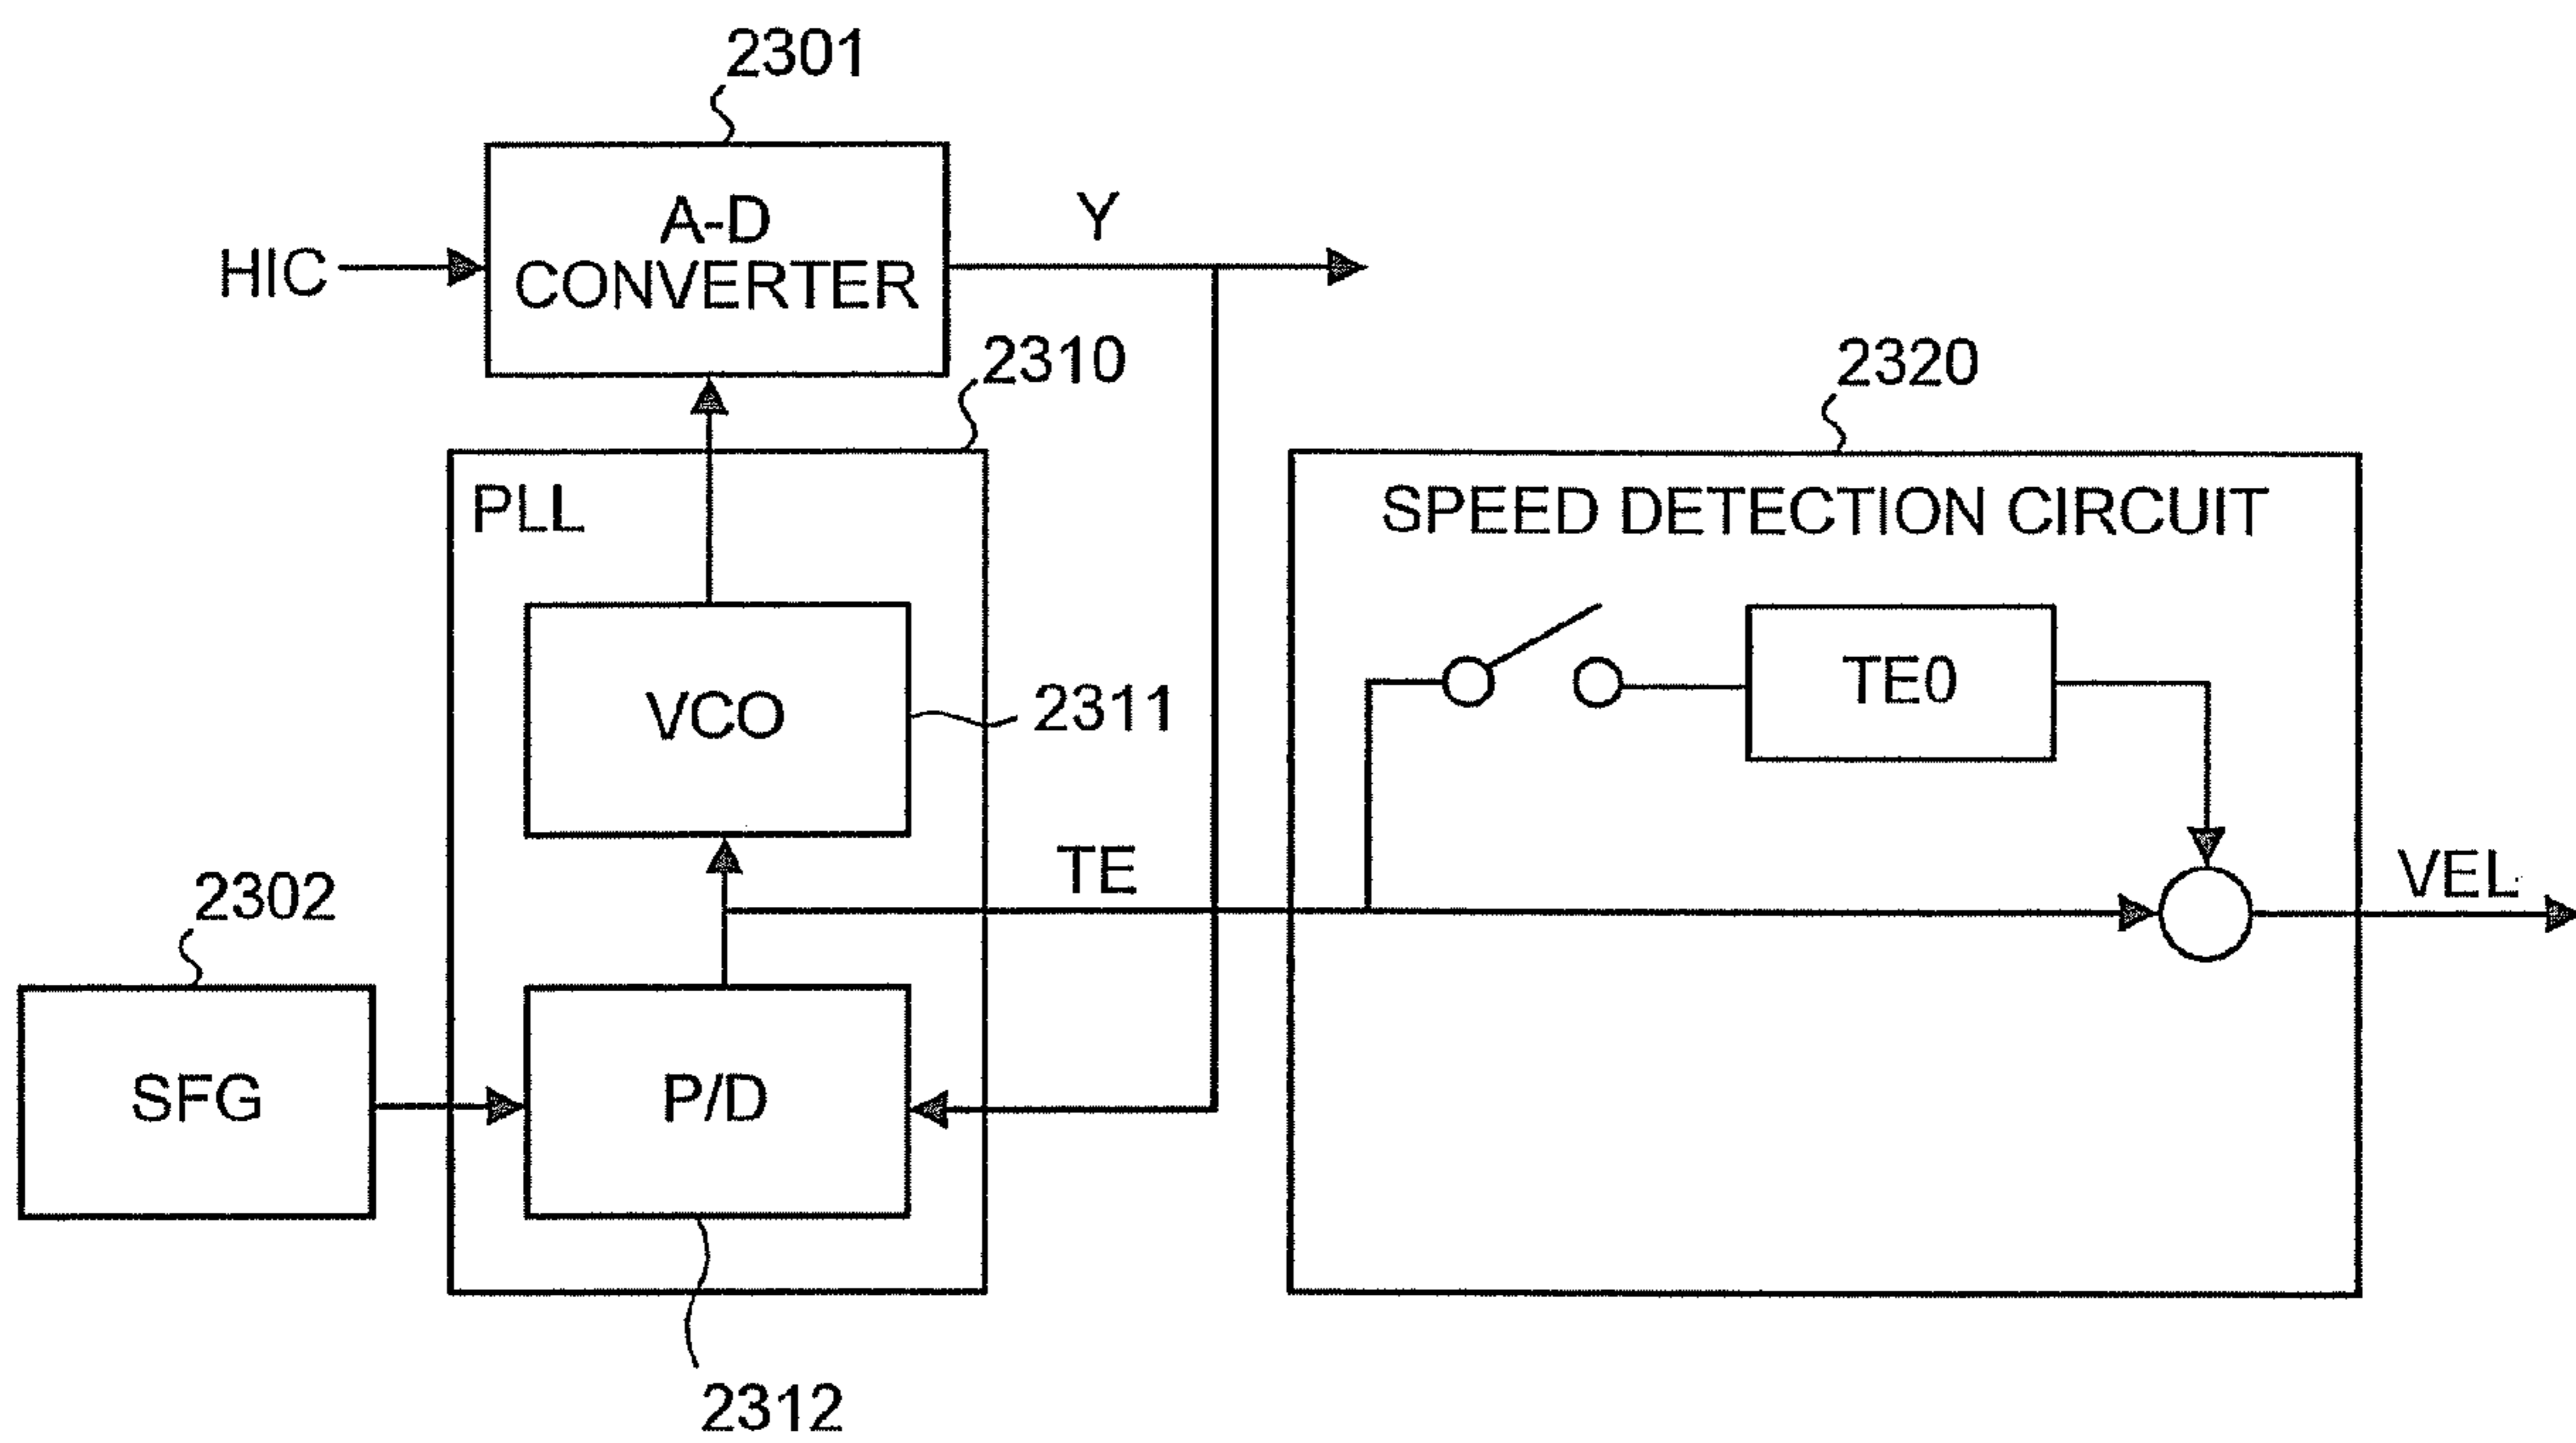 2301
A-D
CONVERTER
Y
HIC
2310
2320
PLL
SPEED DETECTION CIRCUIT
VCO
2311
TE0
TE
VEL
2302
SFG
P/D
2312